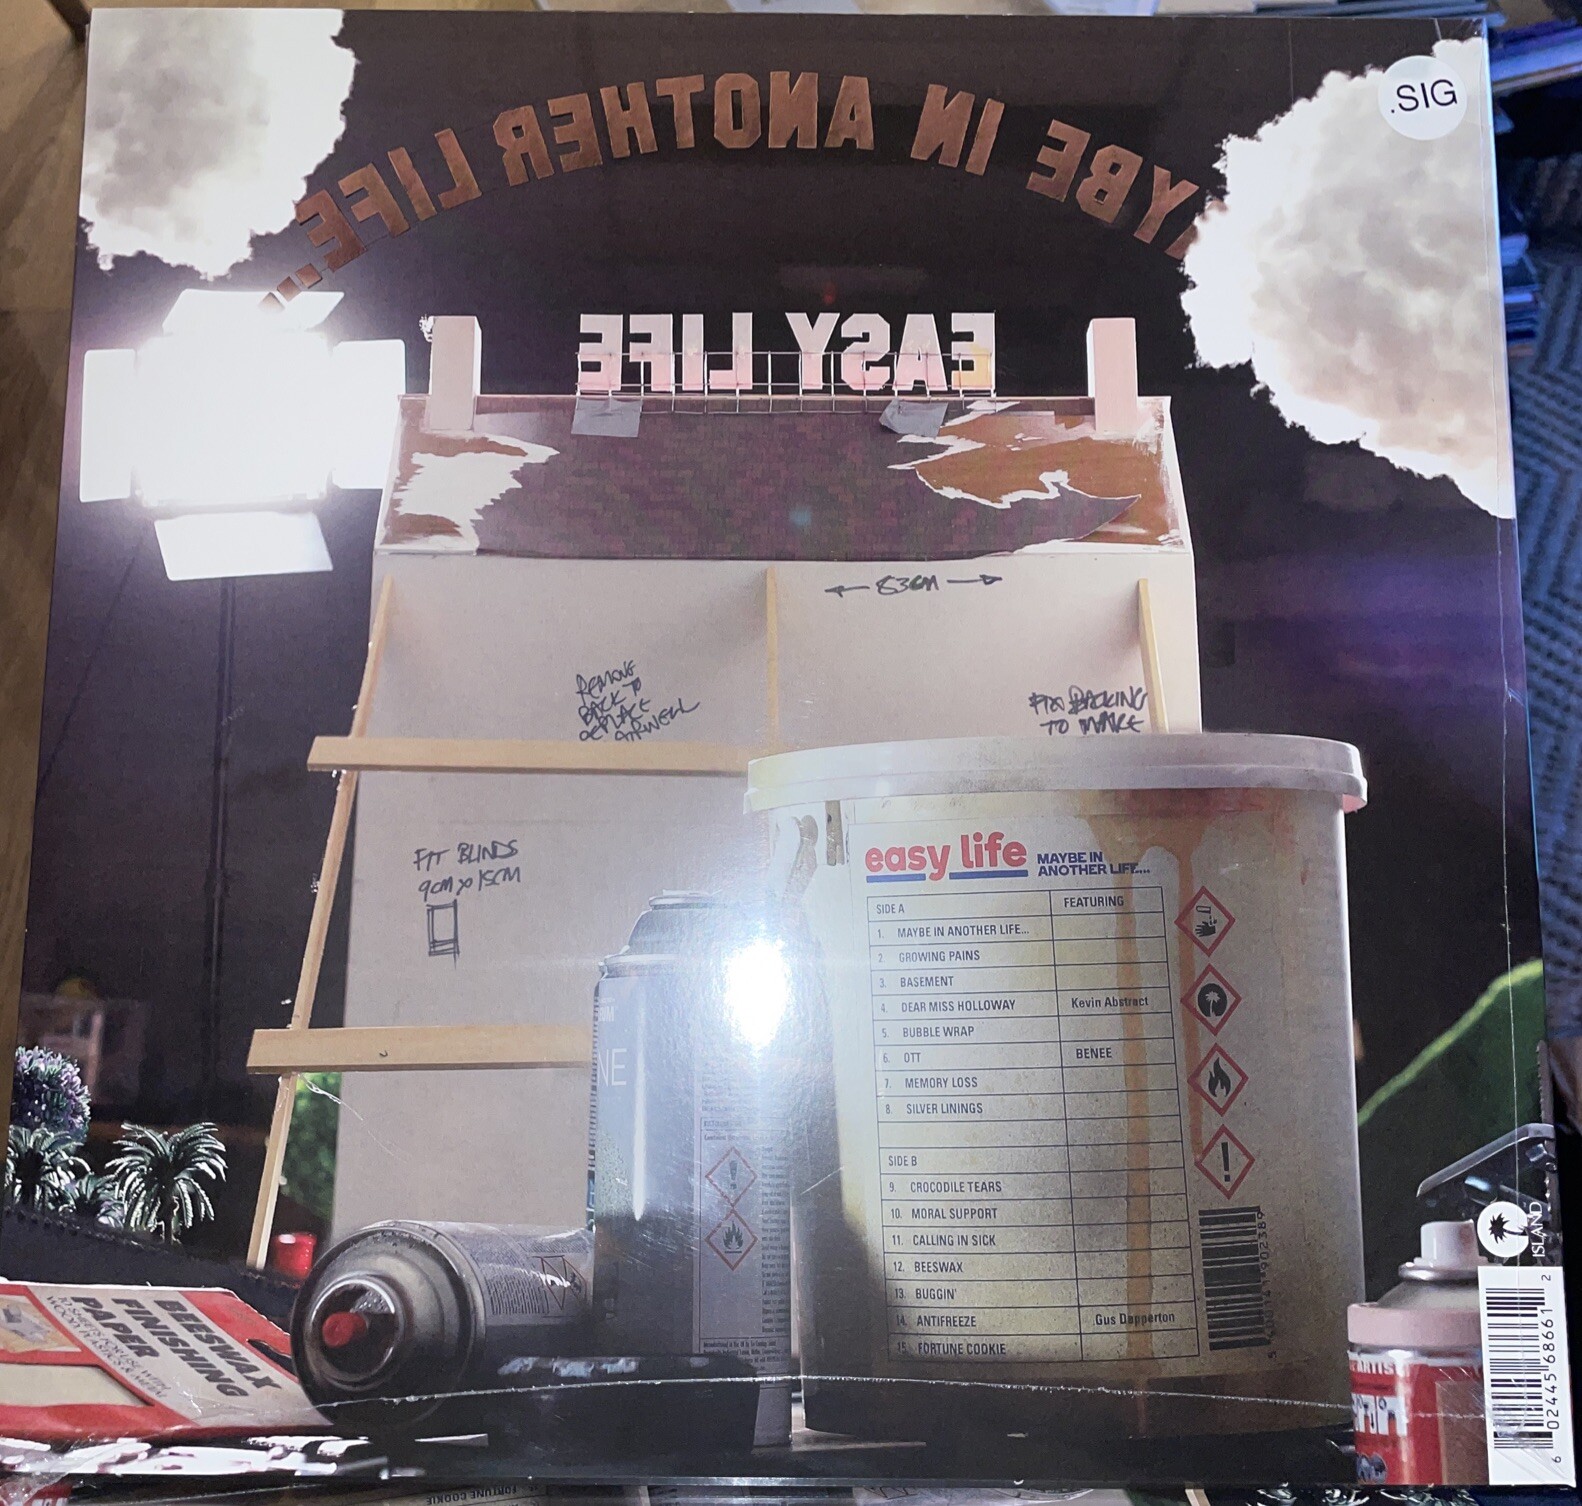 .SIG
MAYBE IN ANOTHER LIFE...
EASY LIFE
← 83CM →
REMOVE
BACK TO
REPLACE
STAIRWELL
FIX BACKING
TO MAKE
FIT BLINDS
9CM x 15CM
easy life MAYBE IN
ANOTHER LIFE....
SIDE A FEATURING
1. MAYBE IN ANOTHER LIFE...
2. GROWING PAINS
3. BASEMENT
4. DEAR MISS HOLLOWAY Kevin Abstract
5. BUBBLE WRAP
6. OTT BENEE
7. MEMORY LOSS
8. SILVER LININGS
SIDE B
9. CROCODILE TEARS
10. MORAL SUPPORT
11. CALLING IN SICK
12. BEESWAX
13. BUGGIN'
14. ANTIFREEZE Gus Dapperton
15. FORTUNE COOKIE
NE
BEESWAX
FINISHING
PAPER
ISLAND
6 02445 68661 2